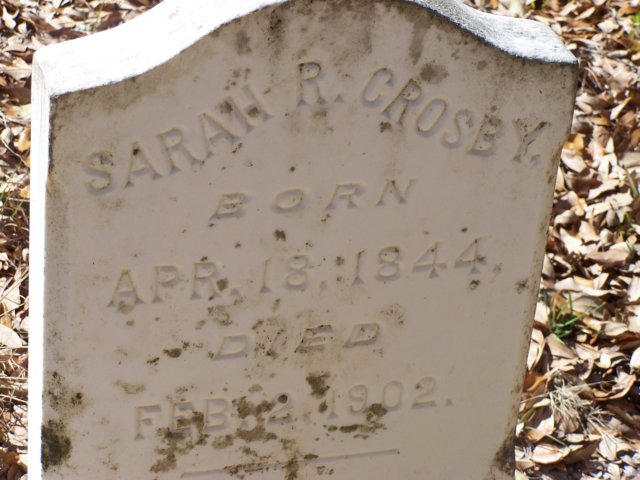 SARAH R. CROSBY.
BORN
APR. 18, 1844.
DIED
FEB. 2, 1902.